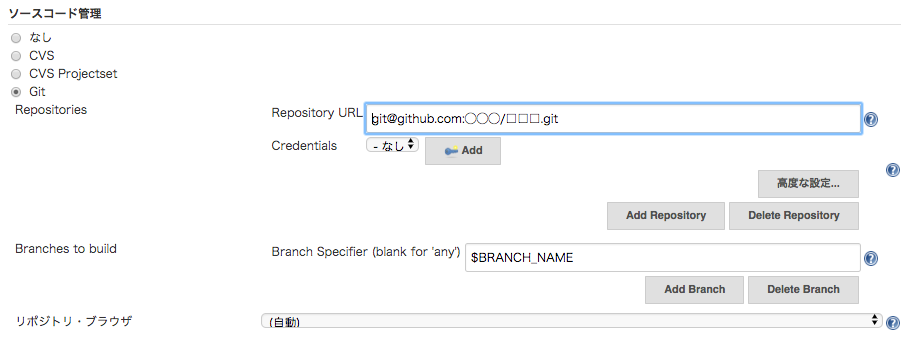 ソースコード管理
なし
CVS
CVS Projectset
Git
Repositories
Repository URL git@github.com:○○○/□□□.git
Credentials - なし Add
高度な設定...
Add Repository Delete Repository
Branches to build
Branch Specifier (blank for 'any') $BRANCH_NAME
Add Branch Delete Branch
リポジトリ・ブラウザ (自動)